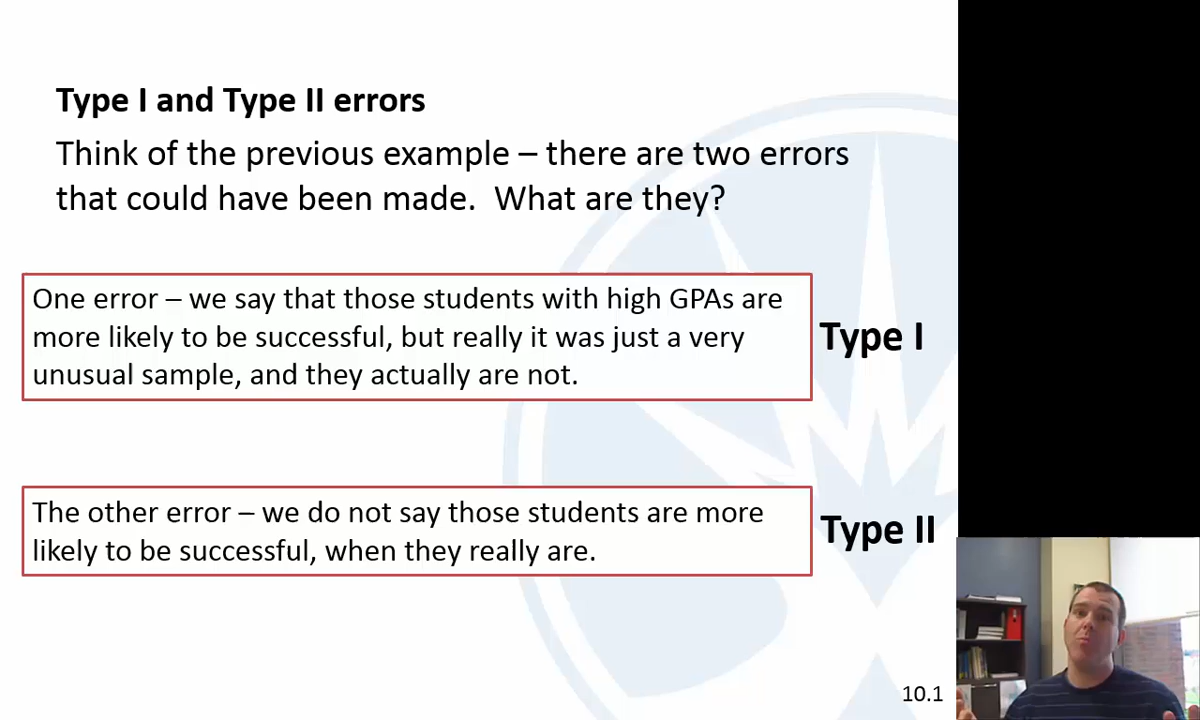 Type I and Type II errors
Think of the previous example – there are two errors
that could have been made.  What are they?
One error – we say that those students with high GPAs are
more likely to be successful, but really it was just a very
unusual sample, and they actually are not.
Type I
The other error – we do not say those students are more
likely to be successful, when they really are.
Type II
10.1